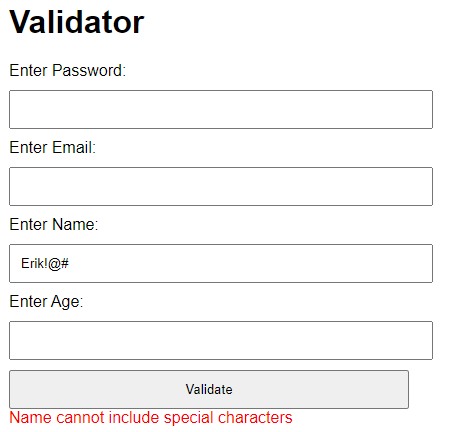 Validator
Enter Password:
Enter Email:
Enter Name:
Erik!@#
Enter Age:
Validate
Name cannot include special characters